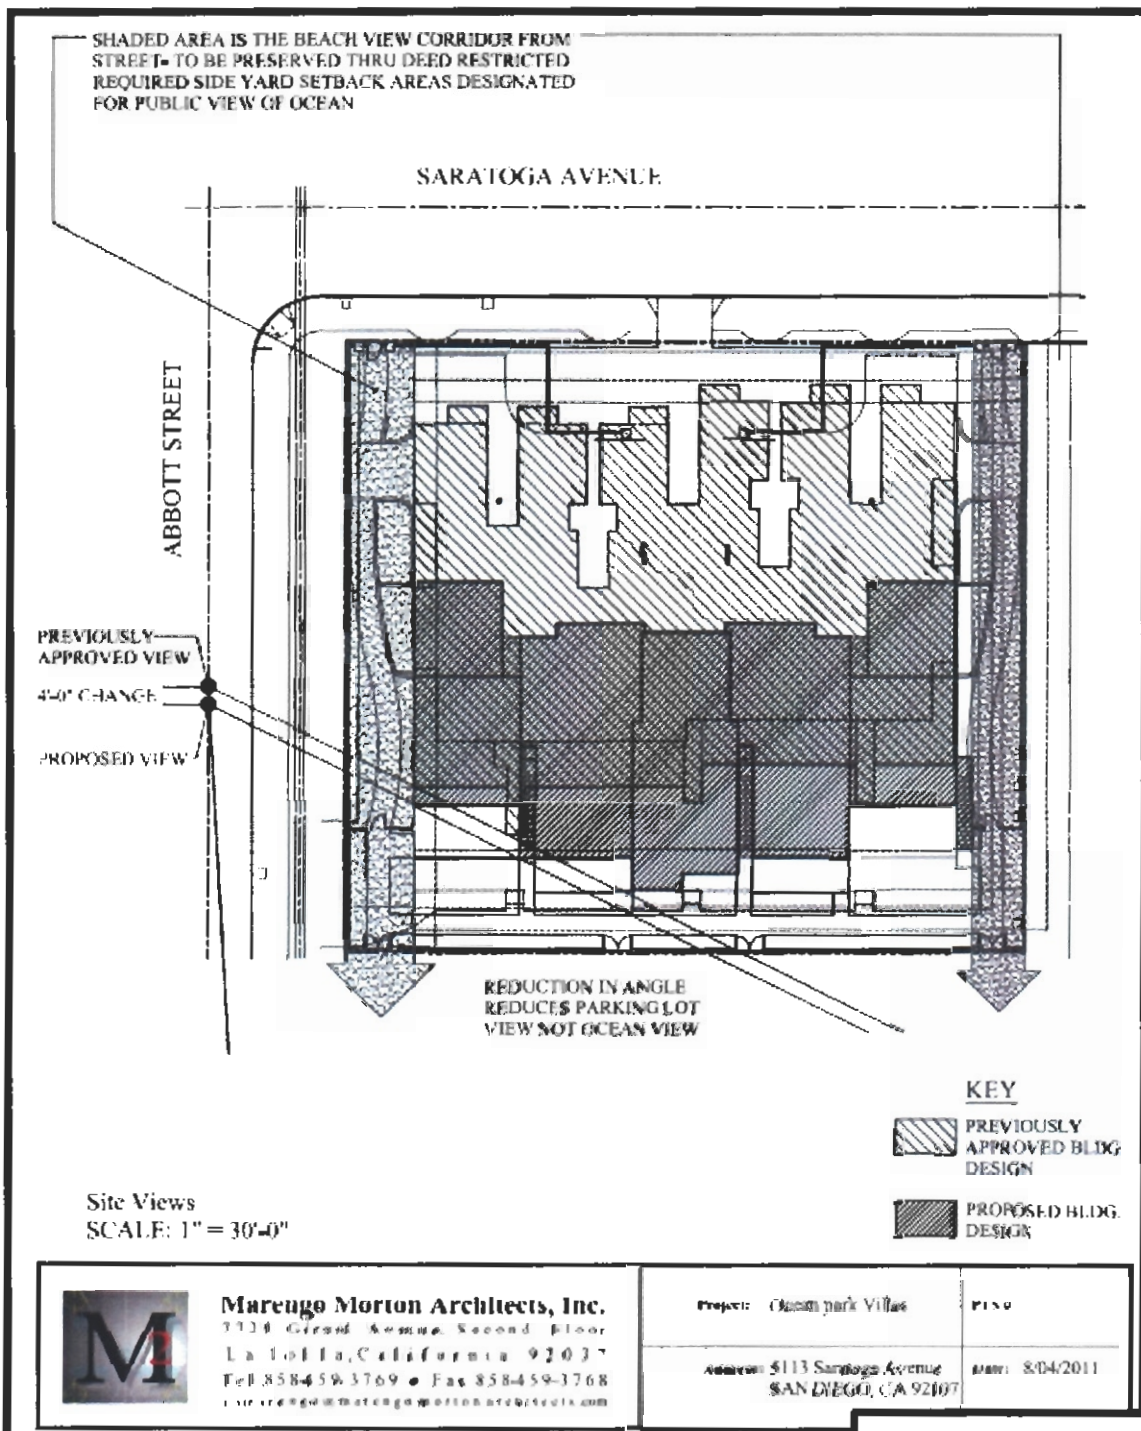 SHADED AREA IS THE BEACH VIEW CORRIDOR FROM
STREET- TO BE PRESERVED THRU DEED RESTRICTED
REQUIRED SIDE YARD SETBACK AREAS DESIGNATED
FOR PUBLIC VIEW OF OCEAN
SARATOGA AVENUE
ABBOTT STREET
PREVIOUSLY
APPROVED VIEW
4'-0" CHANGE
PROPOSED VIEW
REDUCTION IN ANGLE
REDUCES PARKING LOT
VIEW NOT OCEAN VIEW
KEY
PREVIOUSLY
APPROVED BLDG
DESIGN
PROPOSED BLDG.
DESIGN
Site Views
SCALE: 1" = 30'-0"
M2
Marengo Morton Architects, Inc.
Girard Avenue, Second Floor
La Jolla, California 92037
Tel 858-459-3769 • Fax 858-459-3768
Project: Ocean park Villas
Address: 5113 Saratoga Avenue
SAN DIEGO, CA 92107
Date: 8/04/2011